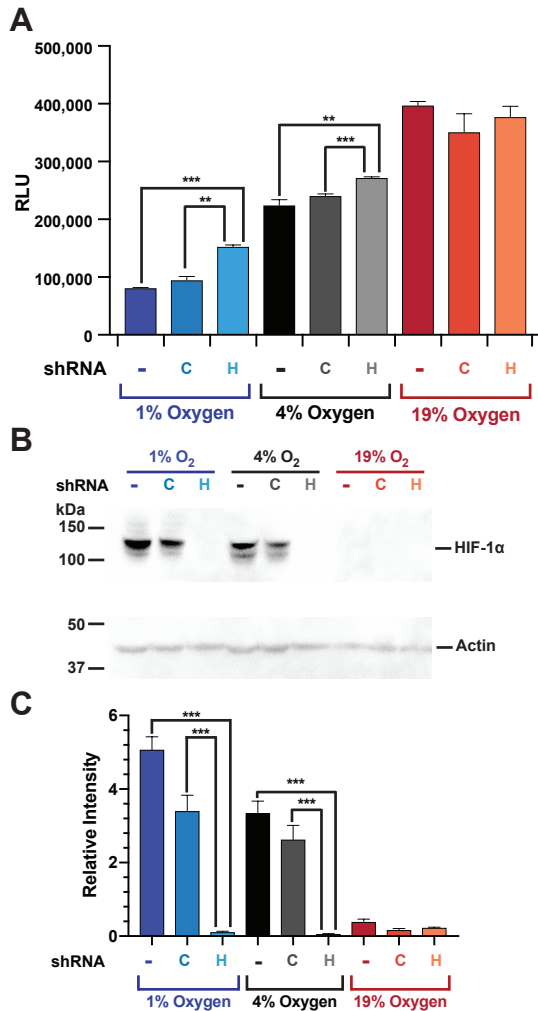 A
500,000
400,000
300,000
200,000
100,000
0
RLU
***
**
**
***
shRNA - C H - C H - C H
1% Oxygen 4% Oxygen 19% Oxygen
B
1% O2 4% O2 19% O2
shRNA - C H - C H - C H
kDa
150
100
HIF-1α
50
37
Actin
C
6
4
2
0
Relative Intensity
***
***
***
***
shRNA - C H - C H - C H
1% Oxygen 4% Oxygen 19% Oxygen